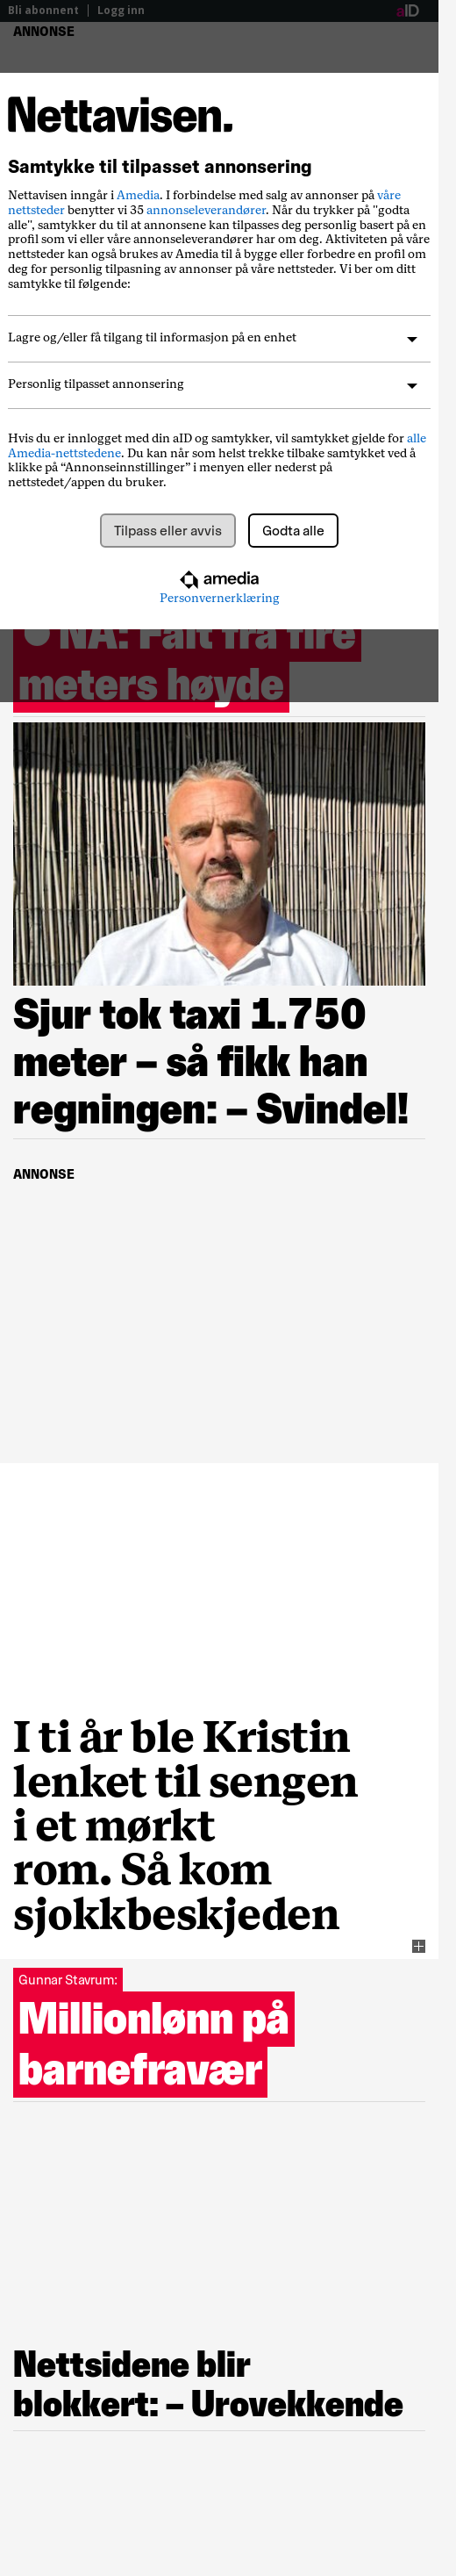 Bli abonnent | Logg inn
aID
ANNONSE
Nettavisen.
Samtykke til tilpasset annonsering
Nettavisen inngår i Amedia. I forbindelse med salg av annonser på våre
nettsteder benytter vi 35 annonseleverandører. Når du trykker på "godta
alle", samtykker du til at annonsene kan tilpasses deg personlig basert på en
profil som vi eller våre annonseleverandører har om deg. Aktiviteten på våre
nettsteder kan også brukes av Amedia til å bygge eller forbedre en profil om
deg for personlig tilpasning av annonser på våre nettsteder. Vi ber om ditt
samtykke til følgende:
Lagre og/eller få tilgang til informasjon på en enhet
Personlig tilpasset annonsering
Hvis du er innlogget med din aID og samtykker, vil samtykket gjelde for alle
Amedia-nettstedene. Du kan når som helst trekke tilbake samtykket ved å
klikke på “Annonseinnstillinger” i menyen eller nederst på
nettstedet/appen du bruker.
Tilpass eller avvis
Godta alle
amedia
Personvernerklæring
NÅ: Falt fra fire
meters høyde
Sjur tok taxi 1.750
meter – så fikk han
regningen: – Svindel!
ANNONSE
I ti år ble Kristin
lenket til sengen
i et mørkt
rom. Så kom
sjokkbeskjeden
Gunnar Stavrum:
Millionlønn på
barnefravær
Nettsidene blir
blokkert: – Urovekkende